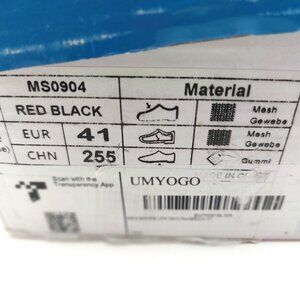 MS0904 Material
RED BLACK Mesh
Gewebe
EUR 41 Mesh
Gewebe
CHN 255 Gummi
Scan with the
Transparency App
UMYOGO